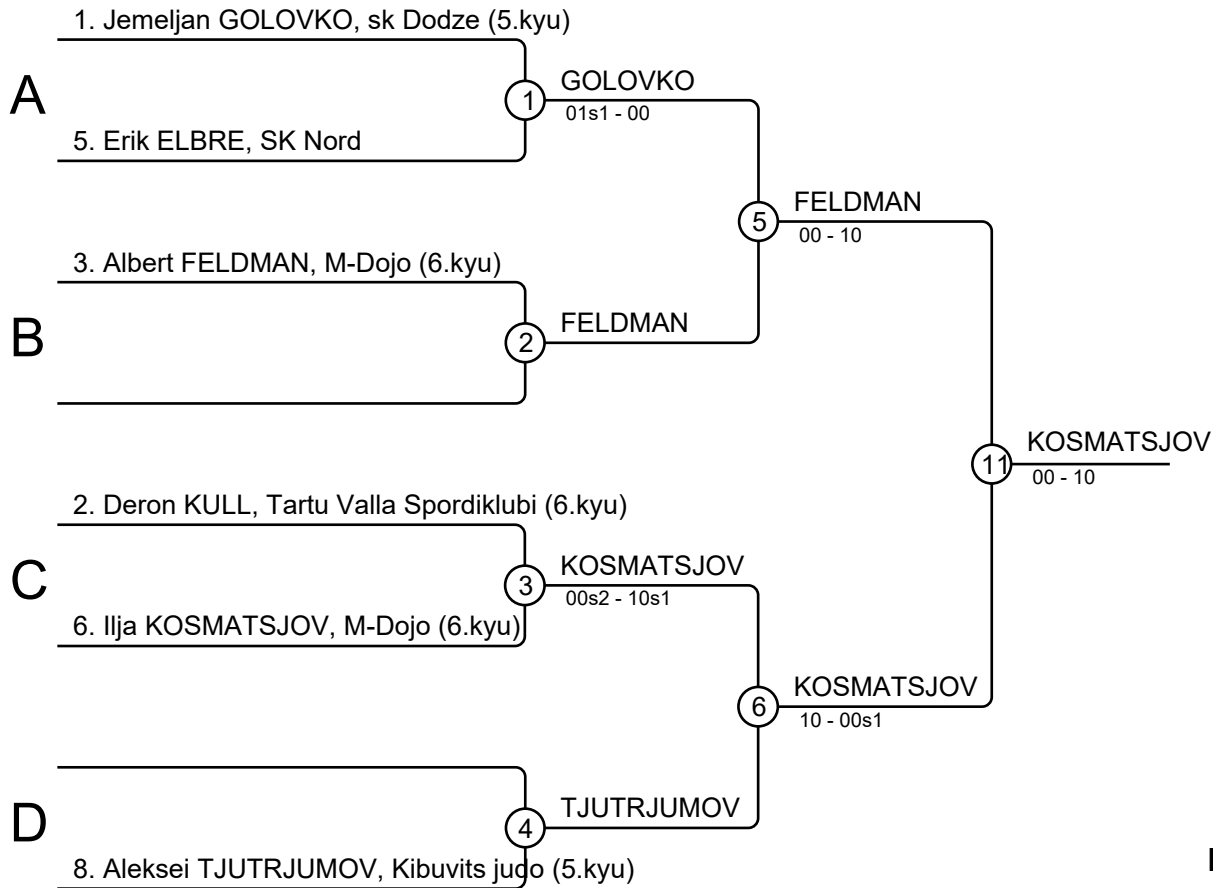 1. Jemeljan GOLOVKO, sk Dodze (5.kyu)
A
1
GOLOVKO
01s1 - 00
5. Erik ELBRE, SK Nord
5
FELDMAN
00 - 10
3. Albert FELDMAN, M-Dojo (6.kyu)
B
2
FELDMAN
11
KOSMATSJOV
00 - 10
2. Deron KULL, Tartu Valla Spordiklubi (6.kyu)
C
3
KOSMATSJOV
00s2 - 10s1
6. Ilja KOSMATSJOV, M-Dojo (6.kyu)
6
KOSMATSJOV
10 - 00s1
D
4
TJUTRJUMOV
8. Aleksei TJUTRJUMOV, Kibuvits judo (5.kyu)